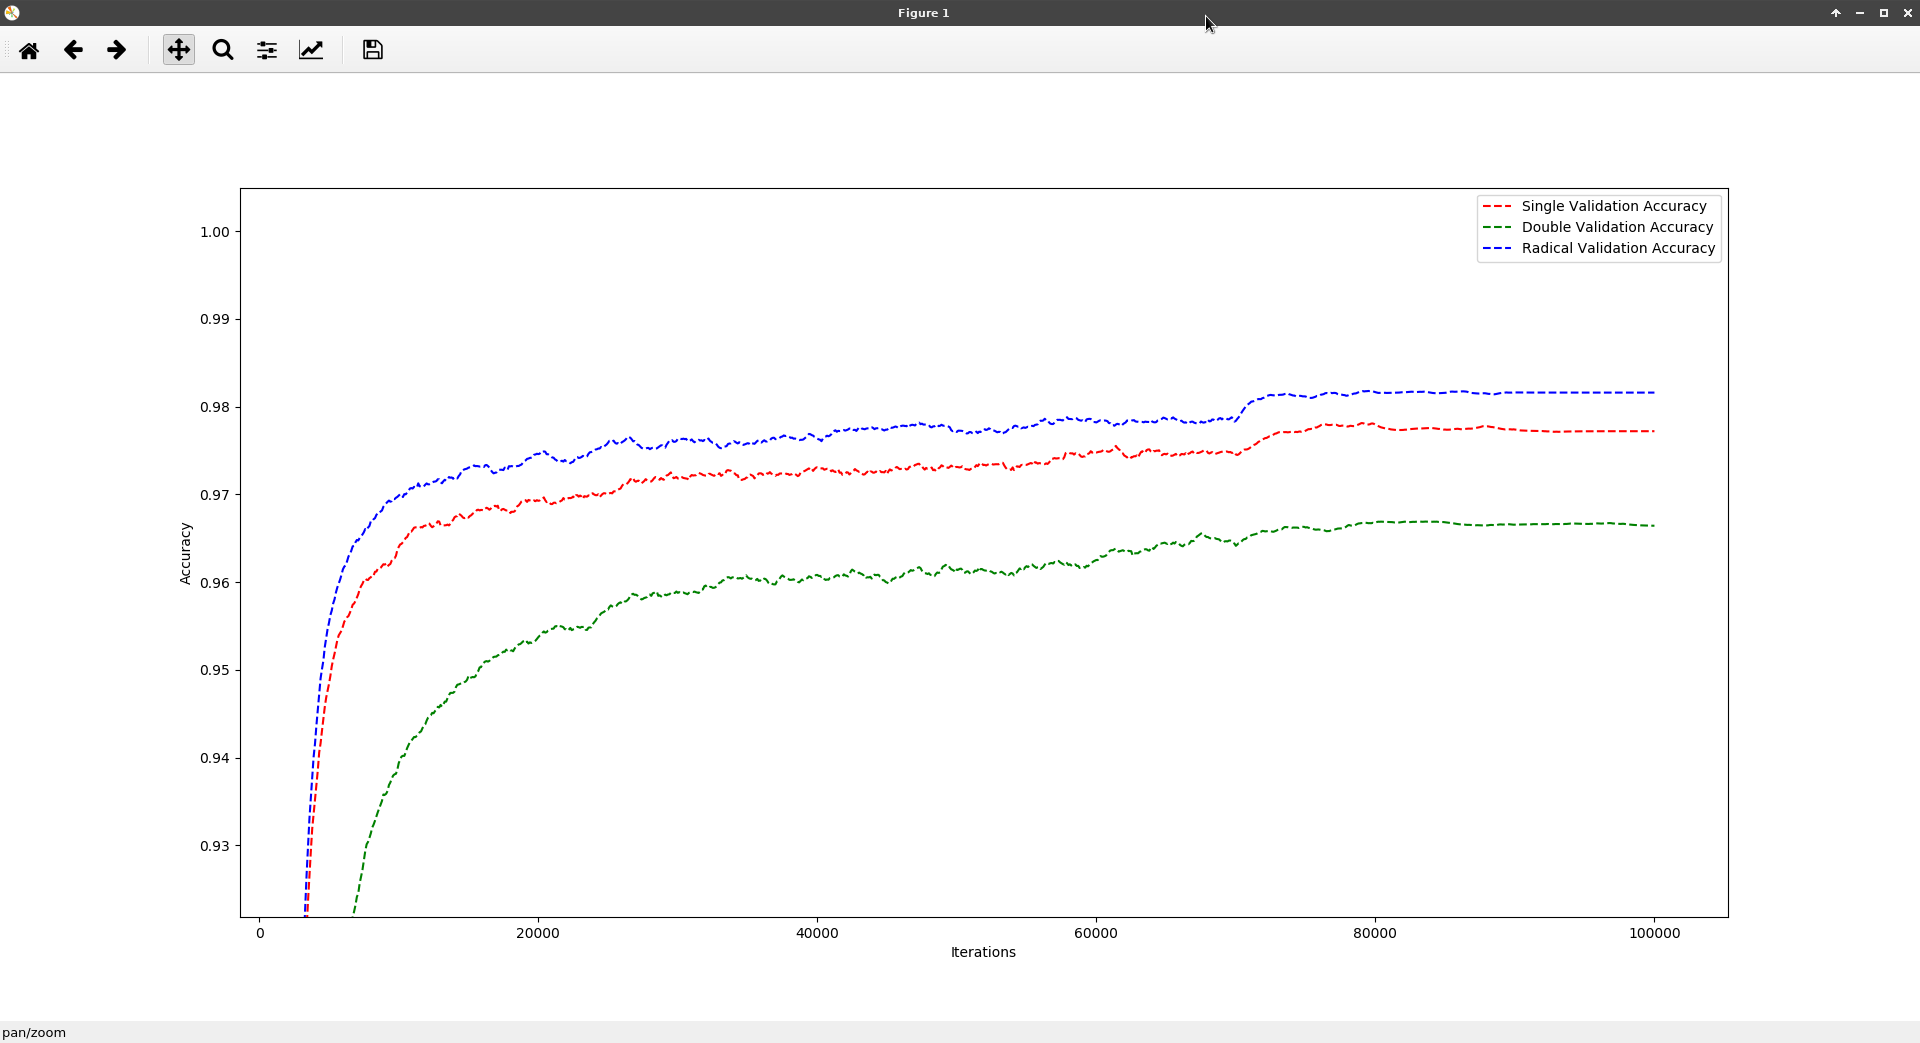 Figure 1
Single Validation Accuracy
Double Validation Accuracy
Radical Validation Accuracy
1.00
0.99
0.98
0.97
0.96
0.95
0.94
0.93
Accuracy
0
20000
40000
60000
80000
100000
Iterations
pan/zoom